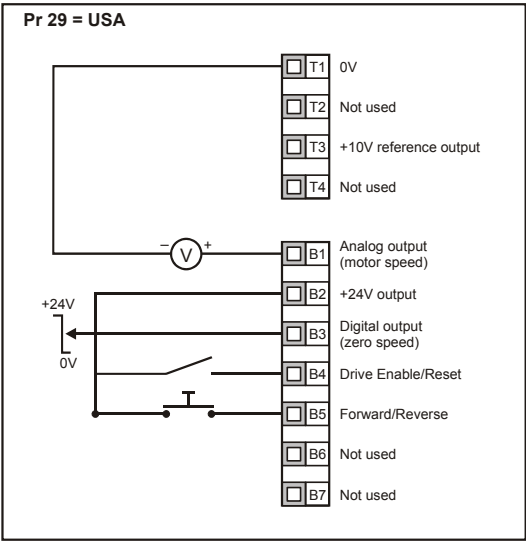 Pr 29 = USA
T1 0V
T2 Not used
T3 +10V reference output
T4 Not used
– V +
B1 Analog output
(motor speed)
B2 +24V output
+24V
B3 Digital output
(zero speed)
0V
B4 Drive Enable/Reset
B5 Forward/Reverse
B6 Not used
B7 Not used